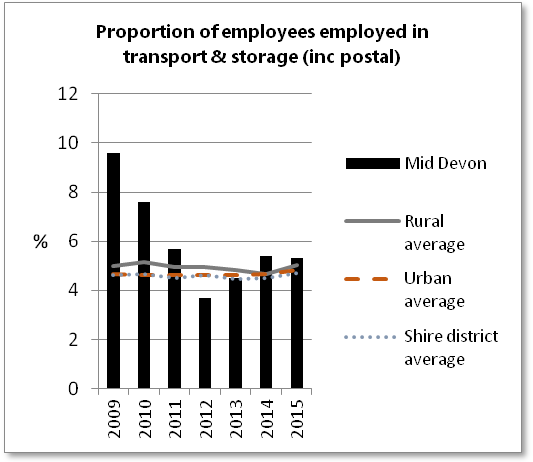 Proportion of employees employed in
transport & storage (inc postal)
12
10
8
6
4
2
0
%
2009
2010
2011
2012
2013
2014
2015
Mid Devon
Rural
average
Urban
average
Shire district
average